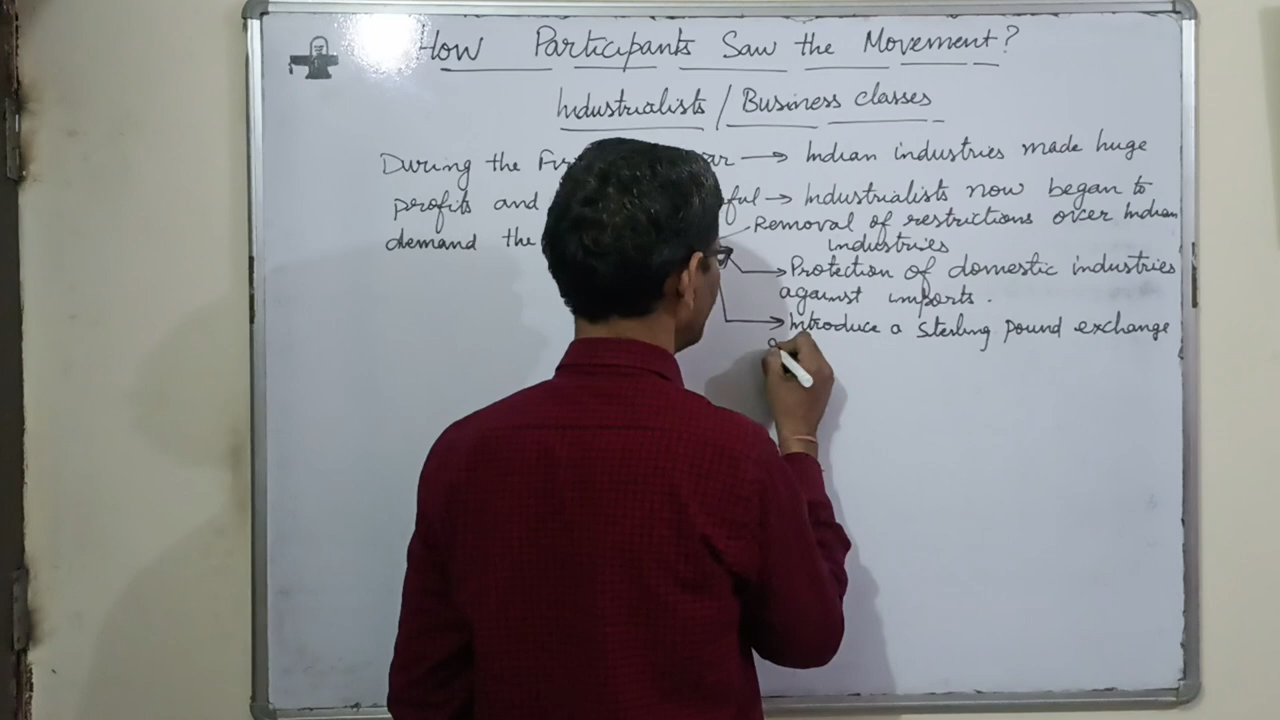 How Participants Saw the Movement?
Industrialists / Business classes
During the → Indian industries made huge
profits and → Industrialists now began to
demand the
Removal of restrictions over Indian
industries
→ Protection of domestic industries
against imports.
→ Introduce a Sterling pound exchange